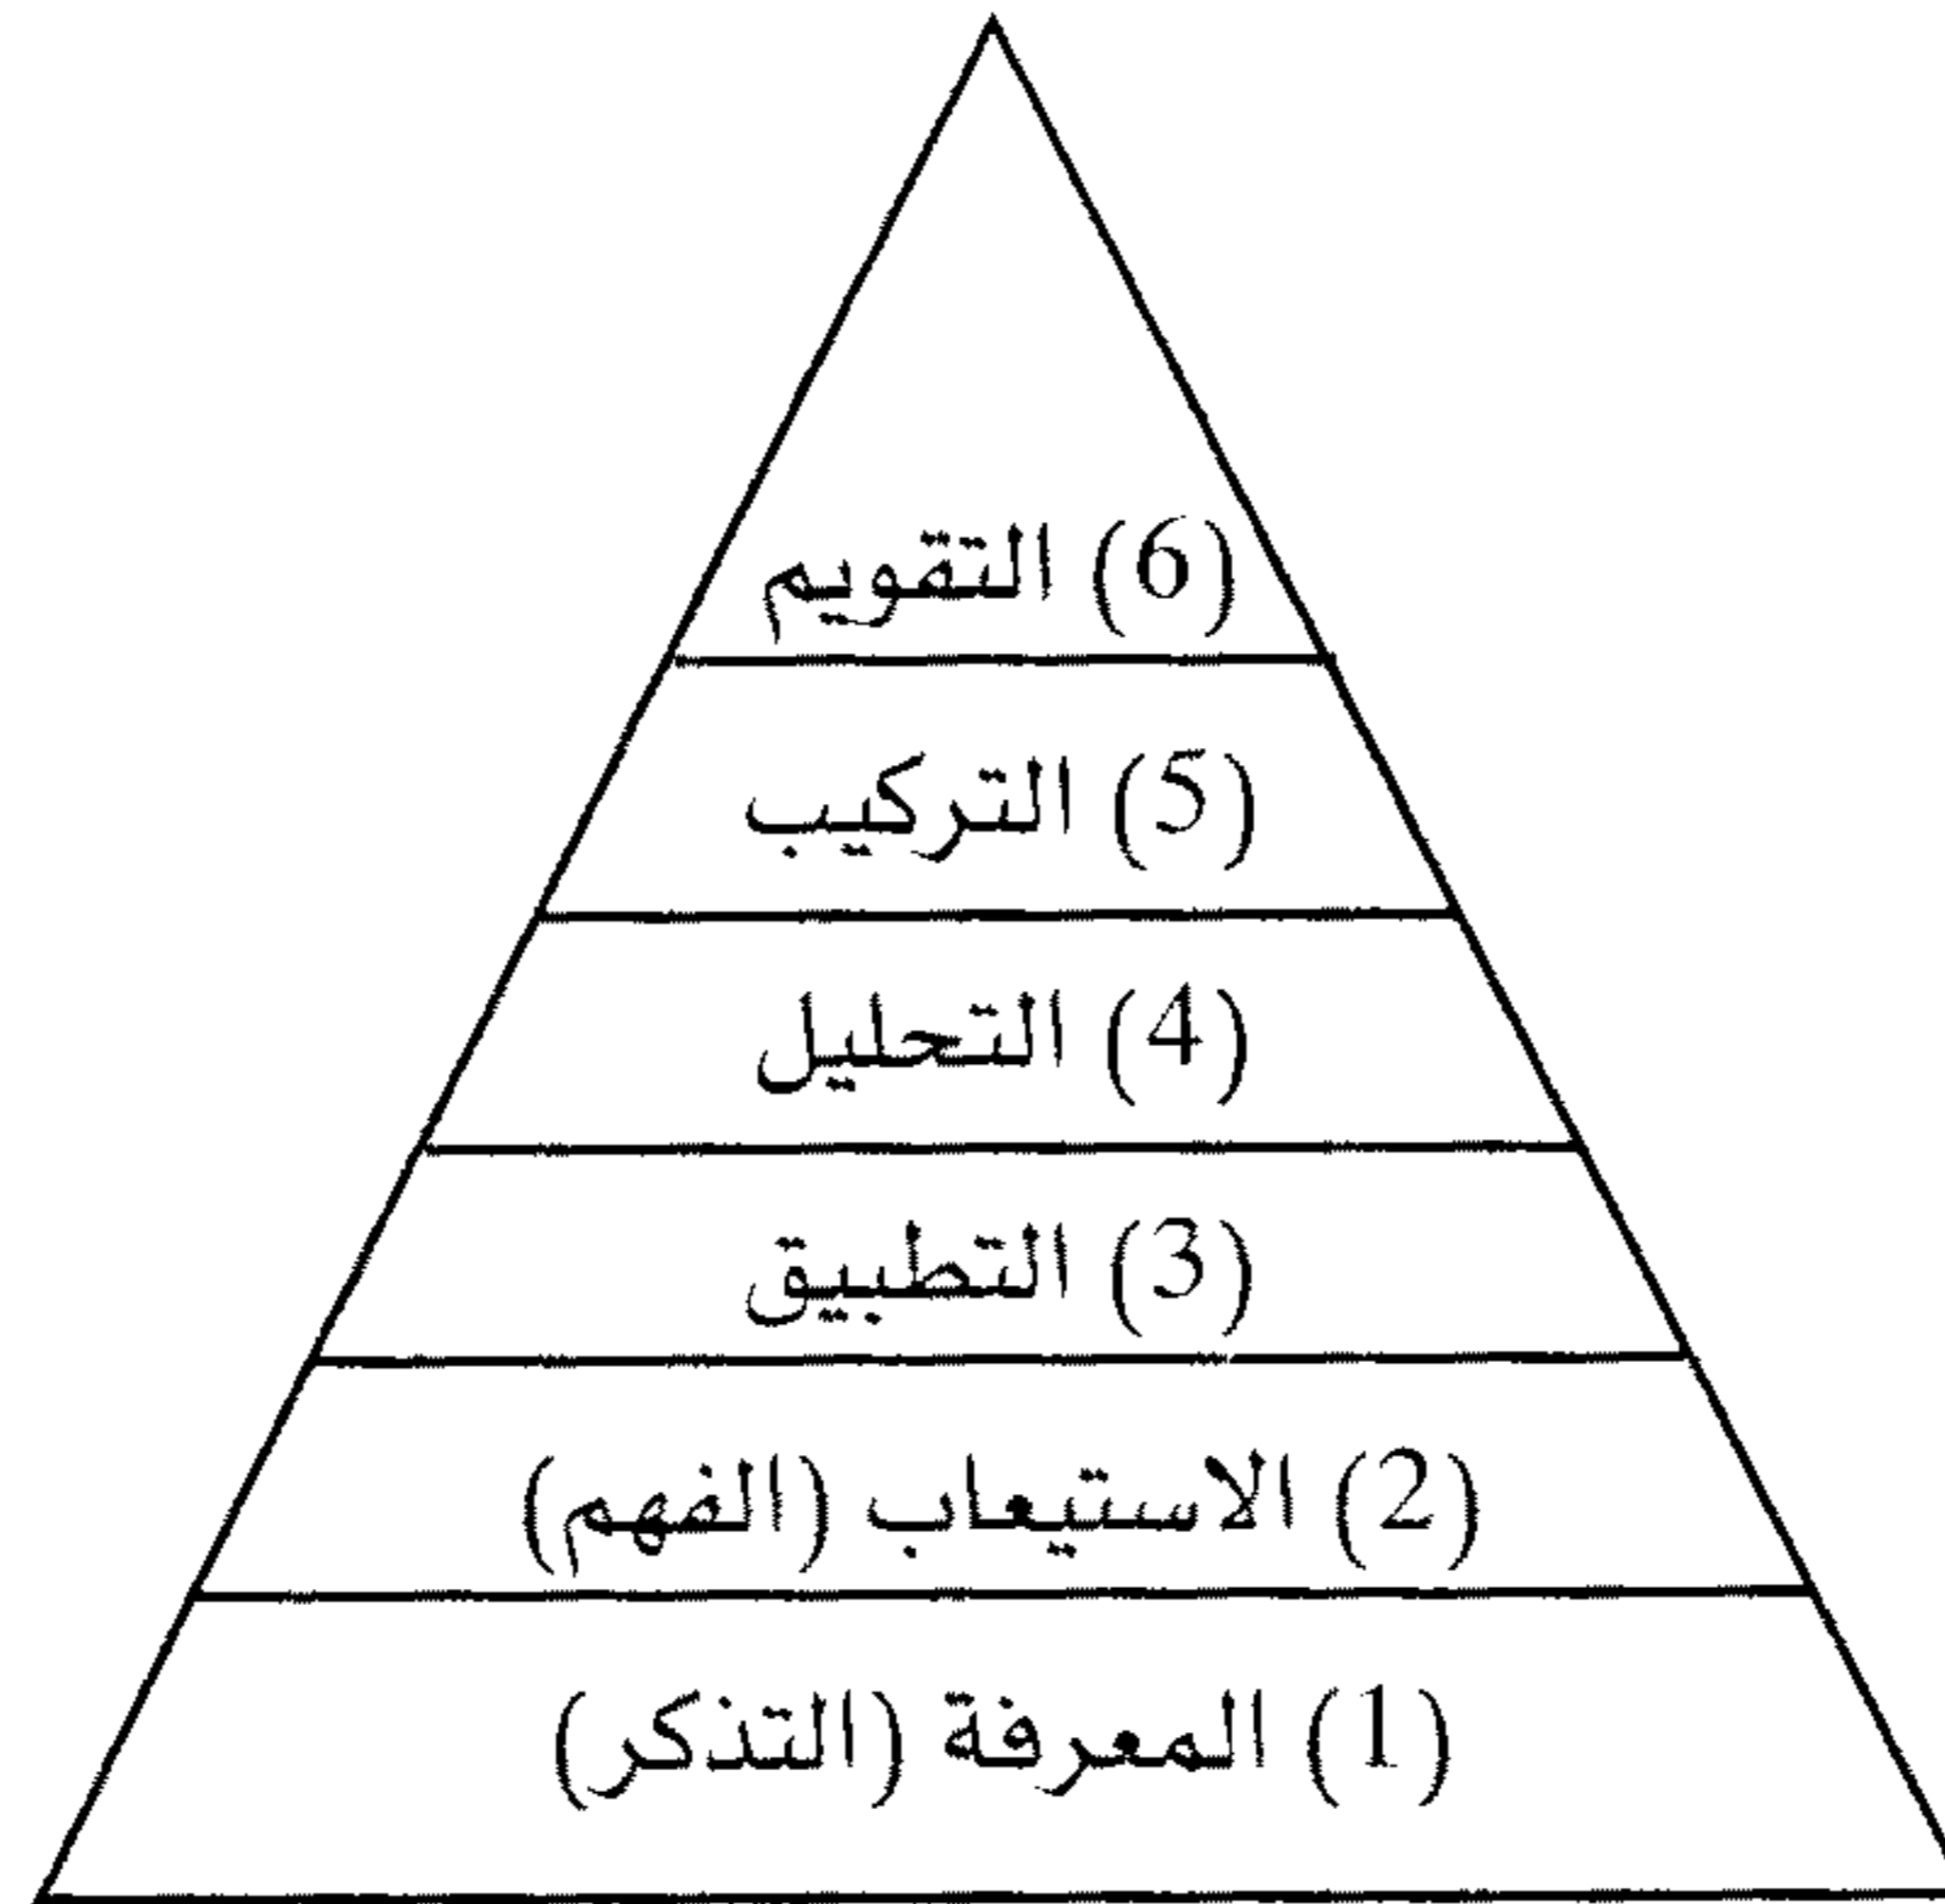 (6) التقويم
(5) التركيب
(4) التحليل
(3) التطبيق
(2) الاستيعاب (الفهم)
(1) المعرفة (التذكر)